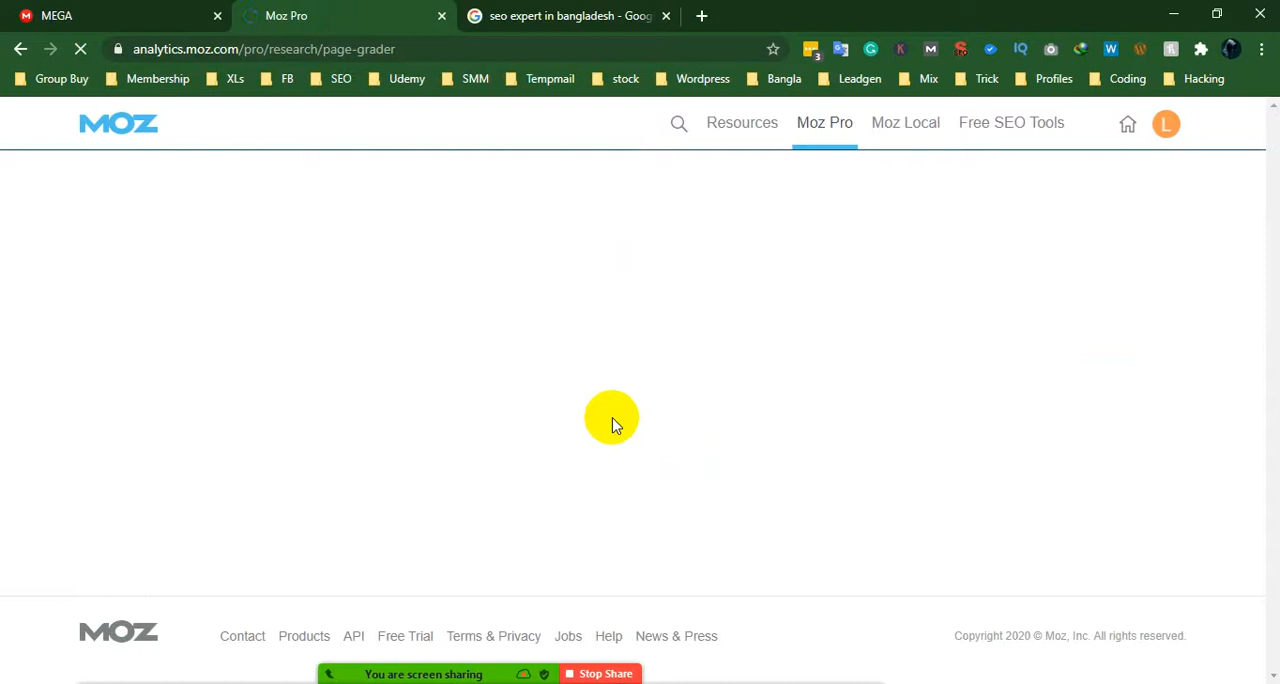 MEGA
Moz Pro
seo expert in bangladesh - Goog
analytics.moz.com/pro/research/page-grader
3
IQ
W
Group Buy
Membership
XLs
FB
SEO
Udemy
SMM
Tempmail
stock
Wordpress
Bangla
Leadgen
Mix
Trick
Profiles
Coding
Hacking
MOZ
Resources
Moz Pro
Moz Local
Free SEO Tools
L
MOZ
Contact
Products
API
Free Trial
Terms & Privacy
Jobs
Help
News & Press
Copyright 2020 © Moz, Inc. All rights reserved.
You are screen sharing
Stop Share